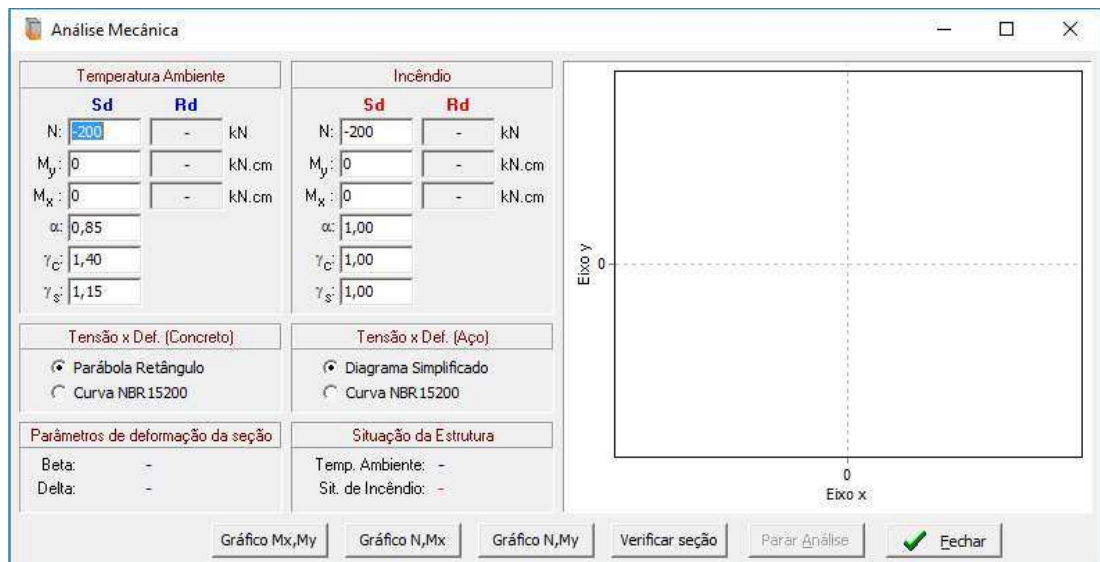 Análise Mecânica
Temperatura Ambiente
Sd Rd
N: -200 - kN
My: 0 - kN.cm
Mx: 0 - kN.cm
α: 0,85
γc: 1,40
γs: 1,15
Incêndio
Sd Rd
N: -200 - kN
My: 0 - kN.cm
Mx: 0 - kN.cm
α: 1,00
γc: 1,00
γs: 1,00
Tensão x Def. (Concreto)
Parábola Retângulo
Curva NBR15200
Tensão x Def. (Aço)
Diagrama Simplificado
Curva NBR15200
Parâmetros de deformação da seção
Beta: -
Delta: -
Situação da Estrutura
Temp. Ambiente: -
Sit. de Incêndio: -
Eixo y
0
0
Eixo x
Gráfico Mx,My Gráfico N,Mx Gráfico N,My Verificar seção Parar Análise Fechar